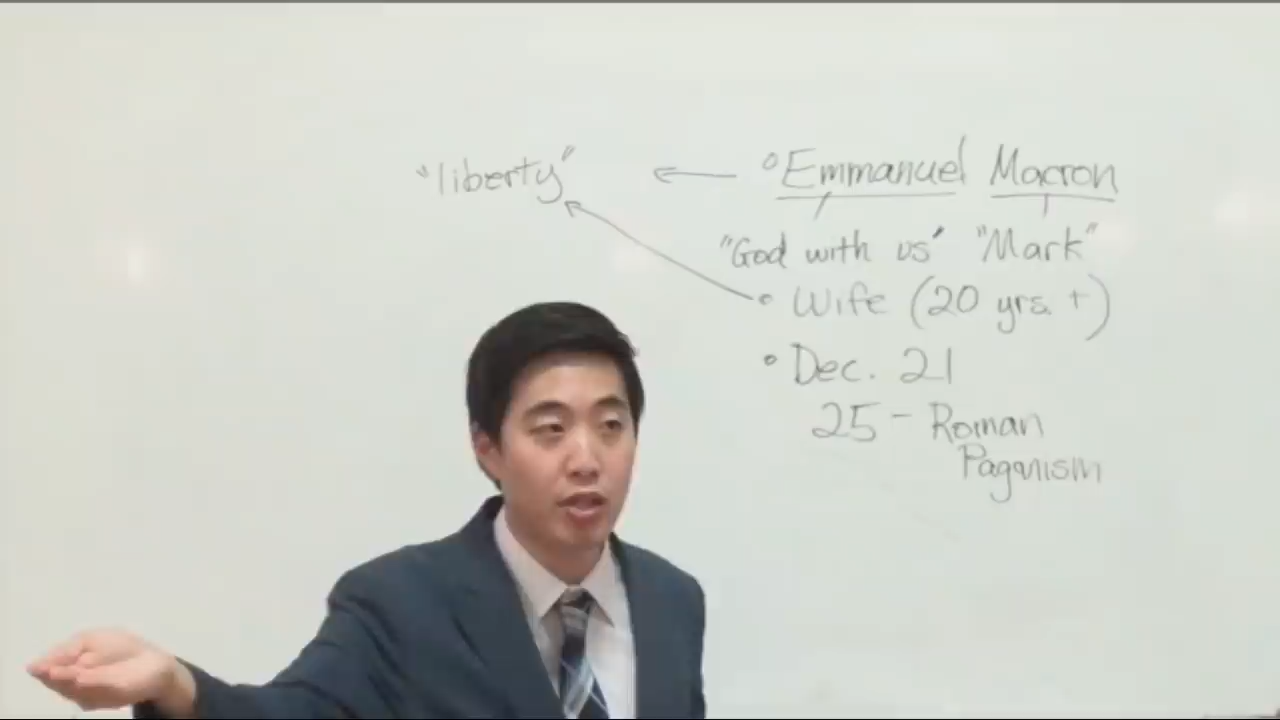 "liberty"
Emmanuel Macron
"God with us" "Mark"
Wife (20 yrs. +)
Dec. 21
25 - Roman
Paganism